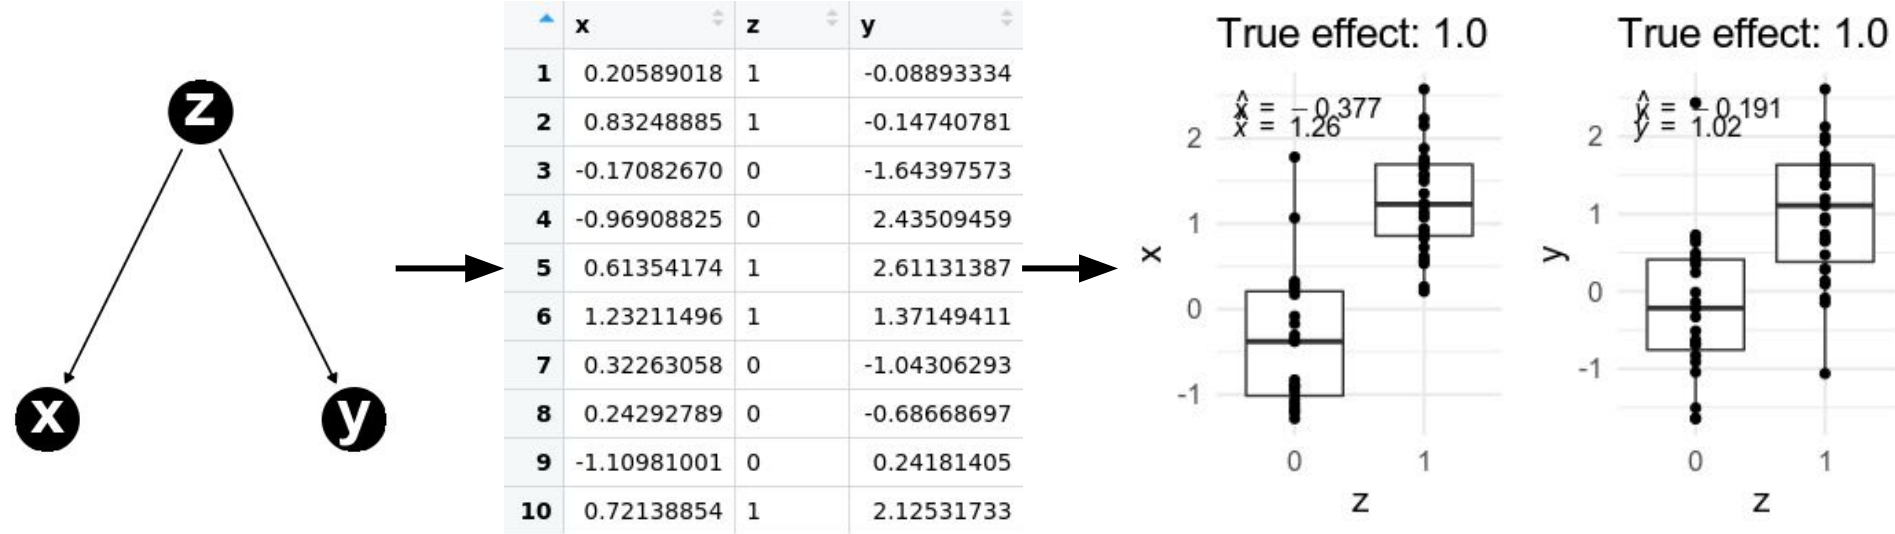 z
x y
x z y
1 0.20589018 1 -0.08893334
2 0.83248885 1 -0.14740781
3 -0.17082670 0 -1.64397573
4 -0.96908825 0 2.43509459
5 0.61354174 1 2.61131387
6 1.23211496 1 1.37149411
7 0.32263058 0 -1.04306293
8 0.24292789 0 -0.68668697
9 -1.10981001 0 0.24181405
10 0.72138854 1 2.12531733
True effect: 1.0
x̂ = −0.377
x̂ = 1.26
2
1
0
-1
x
0 1
z
True effect: 1.0
ŷ = −0.191
ŷ = 1.02
2
1
0
-1
y
0 1
z